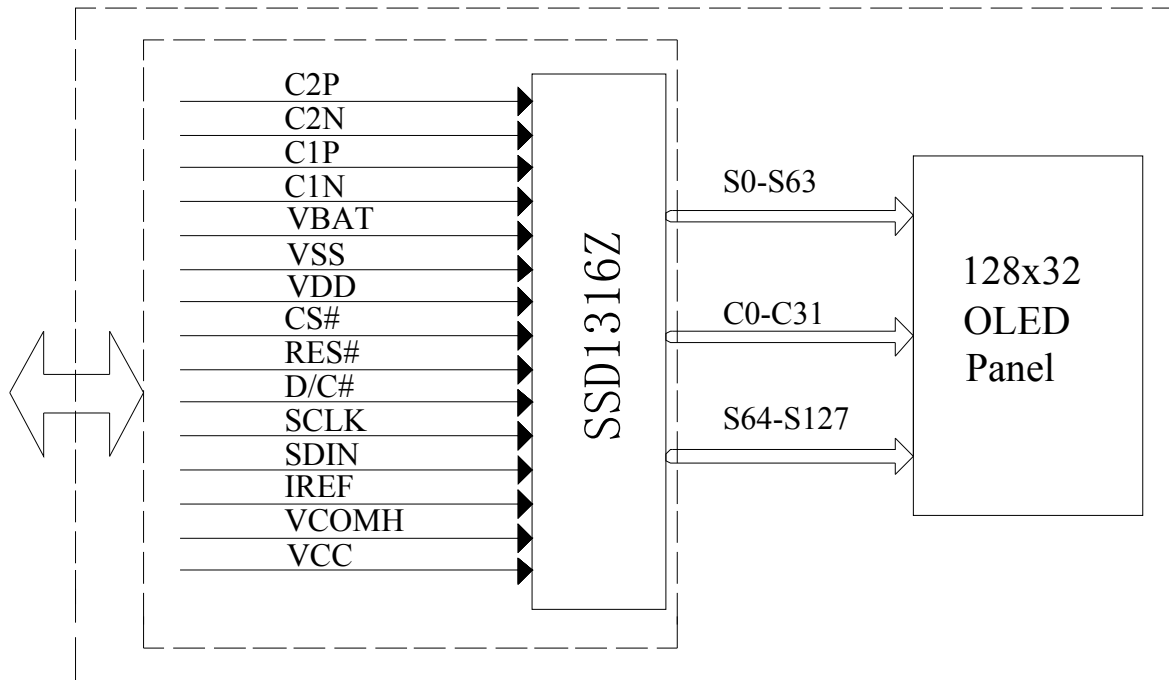 C2P
C2N
C1P
C1N
VBAT
VSS
VDD
CS#
RES#
D/C#
SCLK
SDIN
IREF
VCOMH
VCC
SSD1316Z
S0-S63
C0-C31
S64-S127
128x32
OLED
Panel